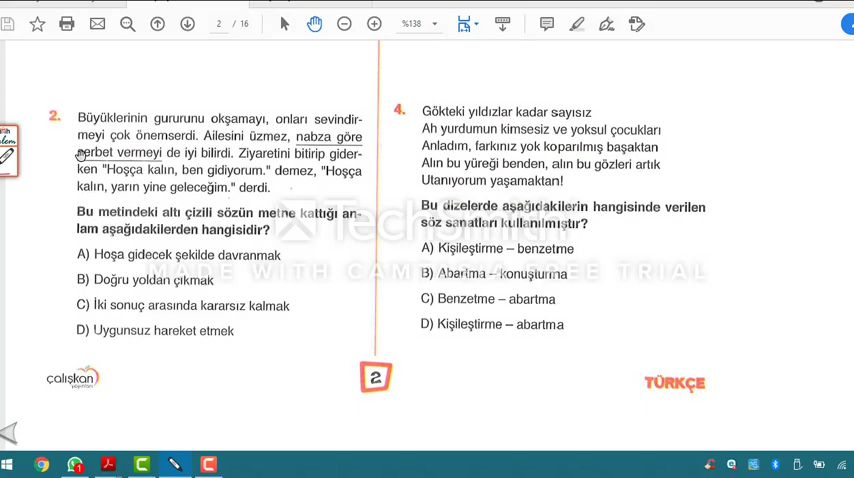 2 / 16
%138
2. Büyüklerinin gururunu okşamayı, onları sevindir-
meyi çok önemserdi. Ailesini üzmez, nabza göre
şerbet vermeyi de iyi bilirdi. Ziyaretini bitirip gider-
ken "Hoşça kalın, ben gidiyorum." demez, "Hoşça
kalın, yarın yine geleceğim." derdi.
Bu metindeki altı çizili sözün metne kattığı an-
lam aşağıdakilerden hangisidir?
A) Hoşa gidecek şekilde davranmak
B) Doğru yoldan çıkmak
C) İki sonuç arasında kararsız kalmak
D) Uygunsuz hareket etmek
4. Gökteki yıldızlar kadar sayısız
Ah yurdumun kimsesiz ve yoksul çocukları
Anladım, farkınız yok koparılmış başaktan
Alın bu yüreği benden, alın bu gözleri artık
Utanıyorum yaşamaktan!
Bu dizelerde aşağıdakilerin hangisinde verilen
söz sanatları kullanılmıştır?
A) Kişileştirme – benzetme
B) Abartma – konuşturma
C) Benzetme – abartma
D) Kişileştirme – abartma
TechSmith
MADE WITH CAMTASIA FREE TRIAL
çalışkan
yayınları
2
TÜRKÇE